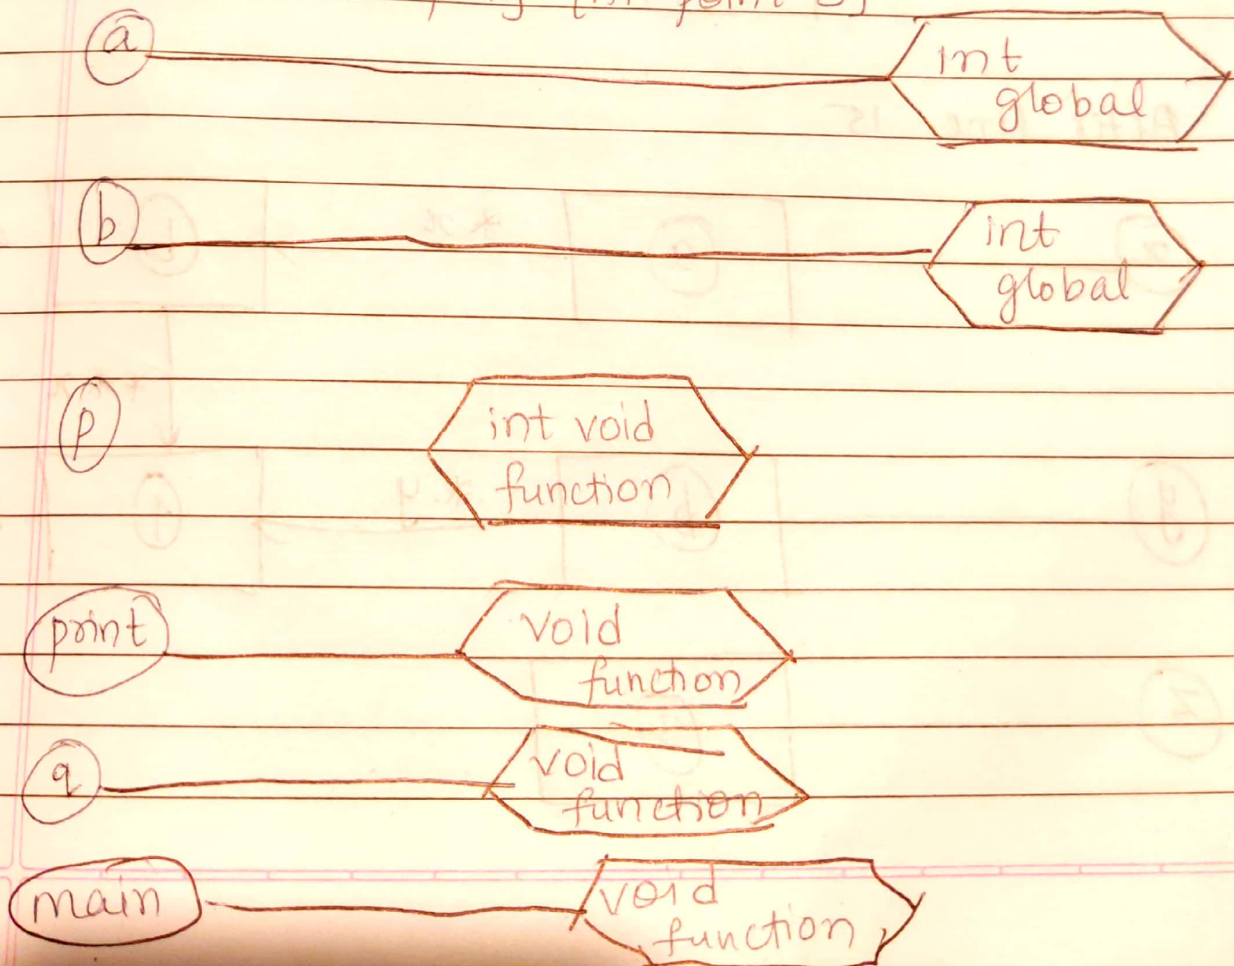 a
int
global
b
int
global
p
int void
function
print
void
function
q
void
function
main
void
function